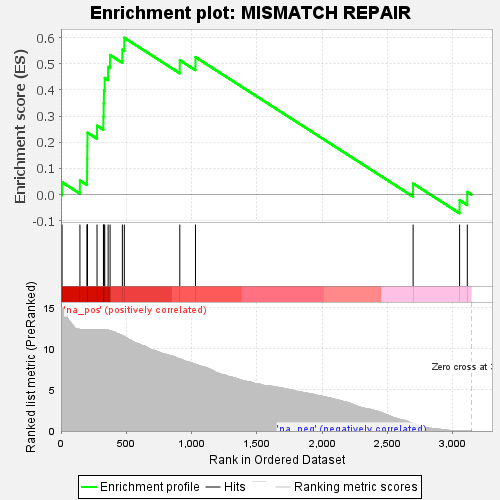 Enrichment plot: MISMATCH REPAIR
Enrichment score (ES)
0.6
0.5
0.4
0.3
0.2
0.1
0.0
-0.1
'na_pos' (positively correlated)
Ranked list metric (PreRanked)
15
10
5
0
Zero cross at
'na_neg' (negatively correlated)
0
500
1,000
1,500
2,000
2,500
3,000
Rank in Ordered Dataset
Enrichment profile
Hits
Ranking metric scores